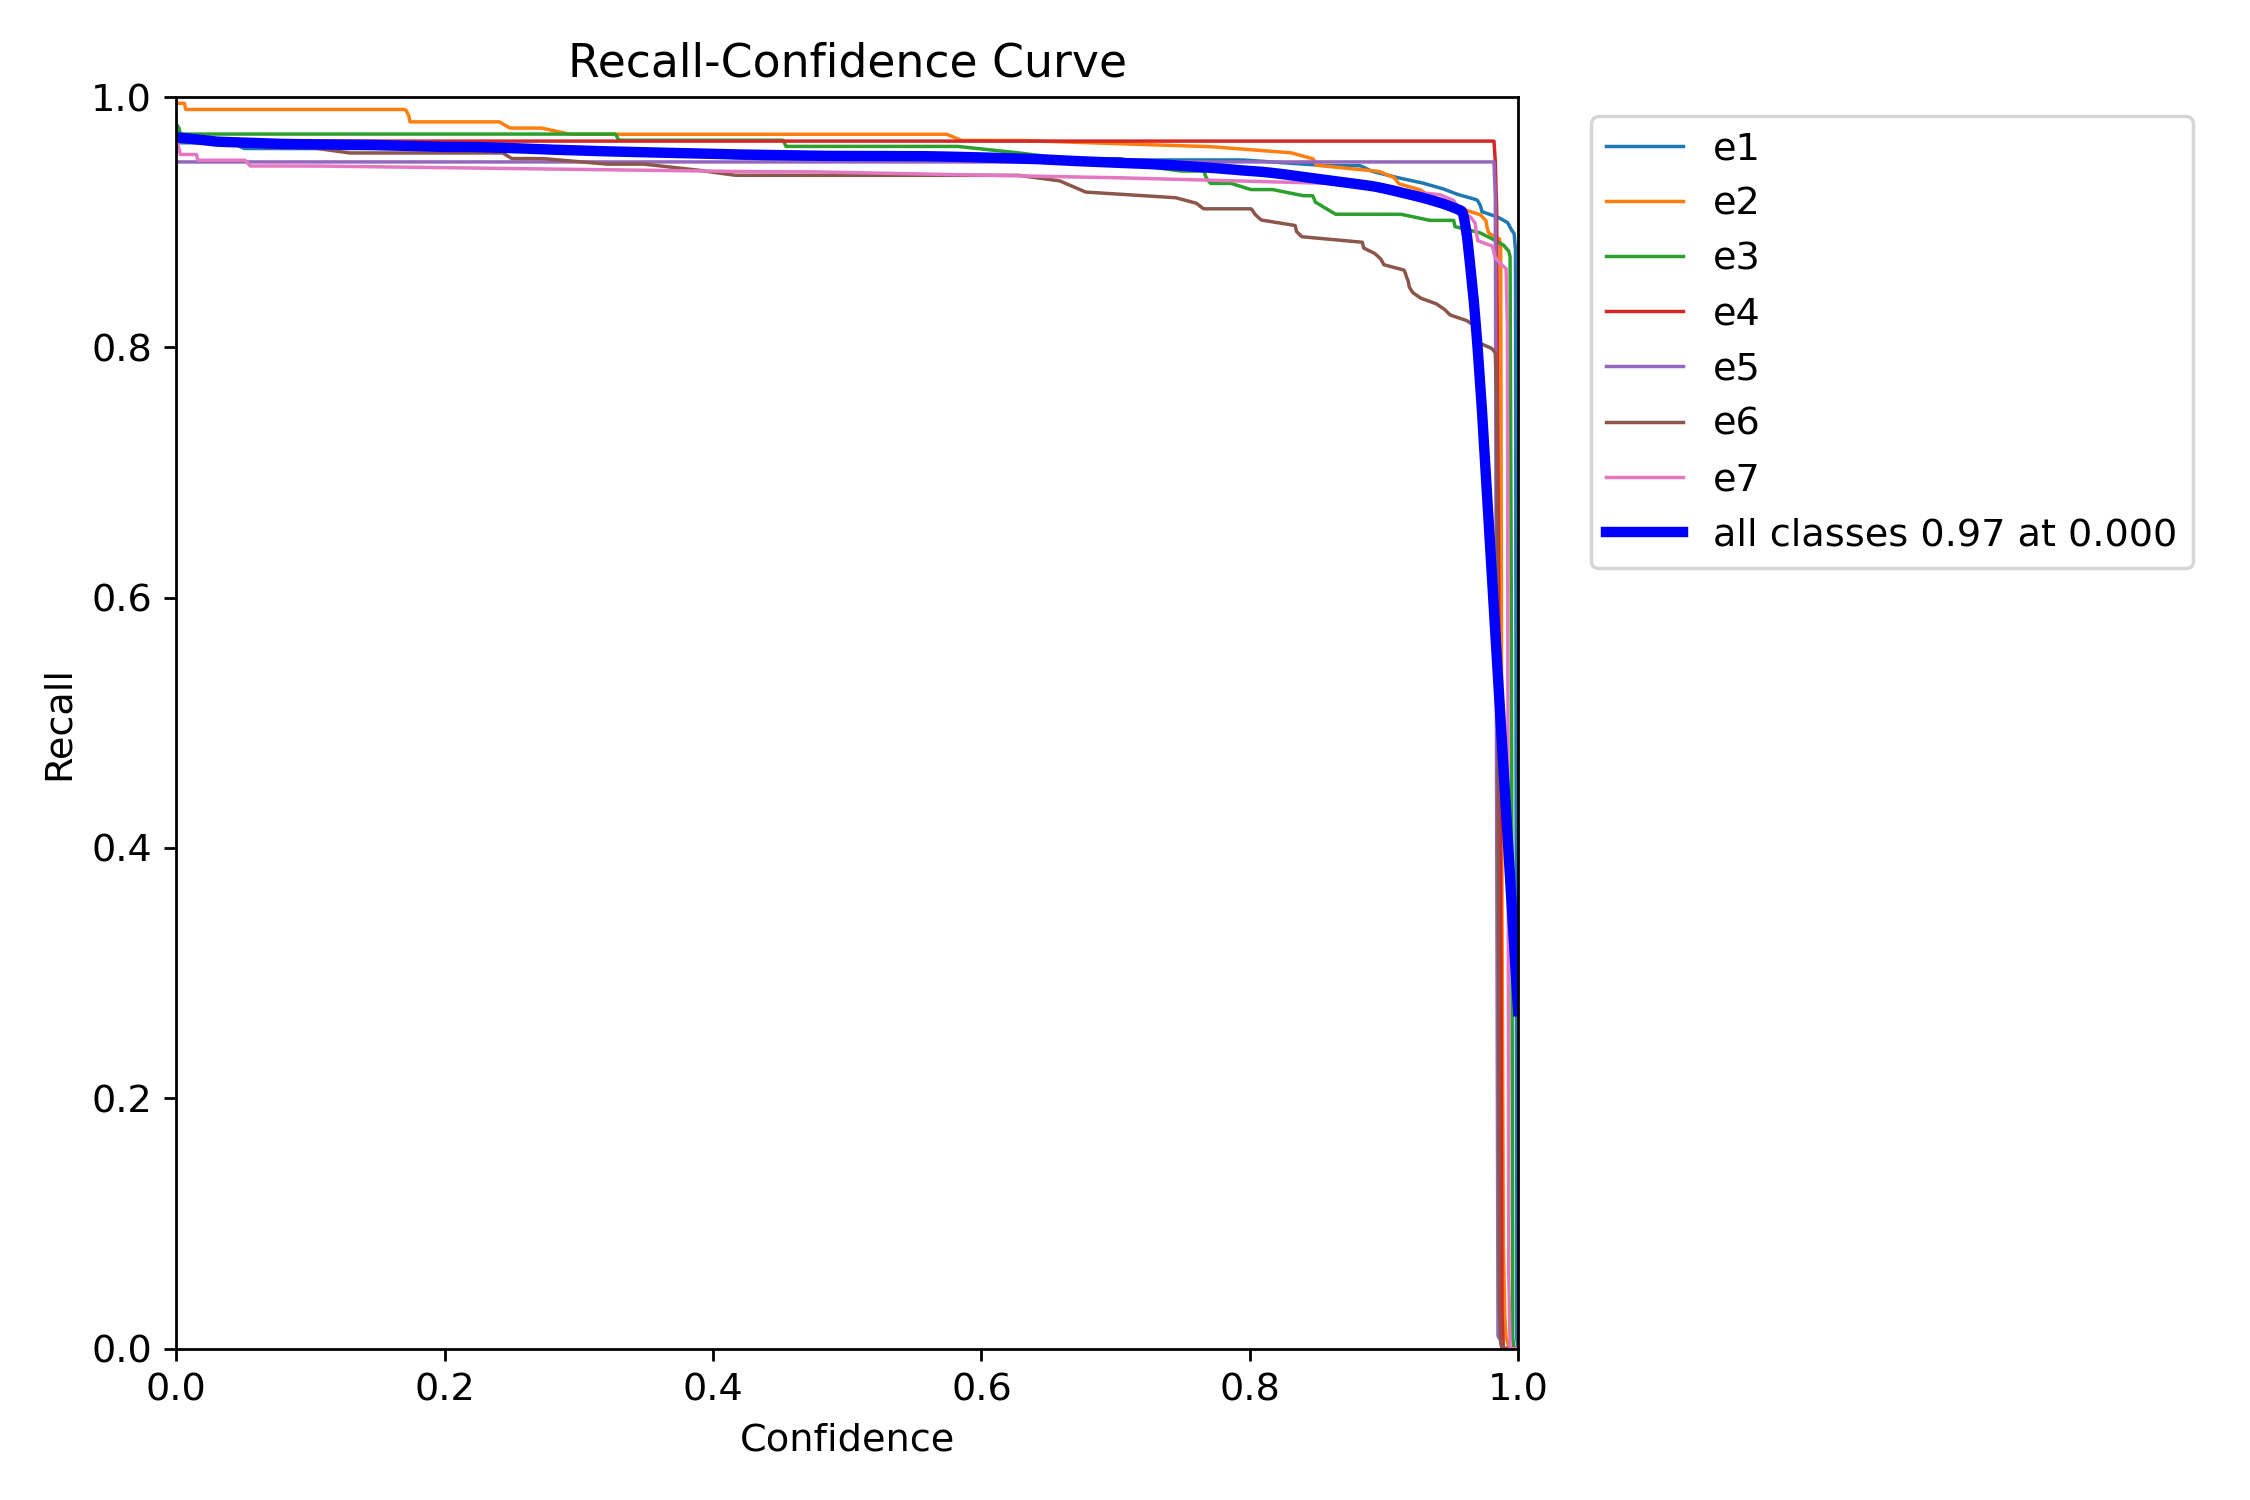 Recall-Confidence Curve
1.0
0.8
0.6
0.4
0.2
0.0
Recall
0.0 0.2 0.4 0.6 0.8 1.0
Confidence
e1
e2
e3
e4
e5
e6
e7
all classes 0.97 at 0.000